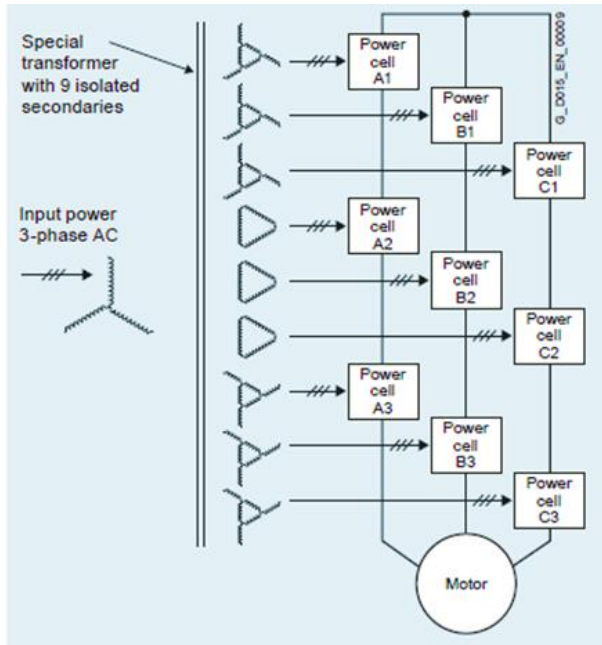 Special
transformer
with 9 isolated
secondaries
Input power
3-phase AC
Power
cell
A1
Power
cell
B1
Power
cell
C1
Power
cell
A2
Power
cell
B2
Power
cell
C2
Power
cell
A3
Power
cell
B3
Power
cell
C3
Motor
G_D015_EN_00009